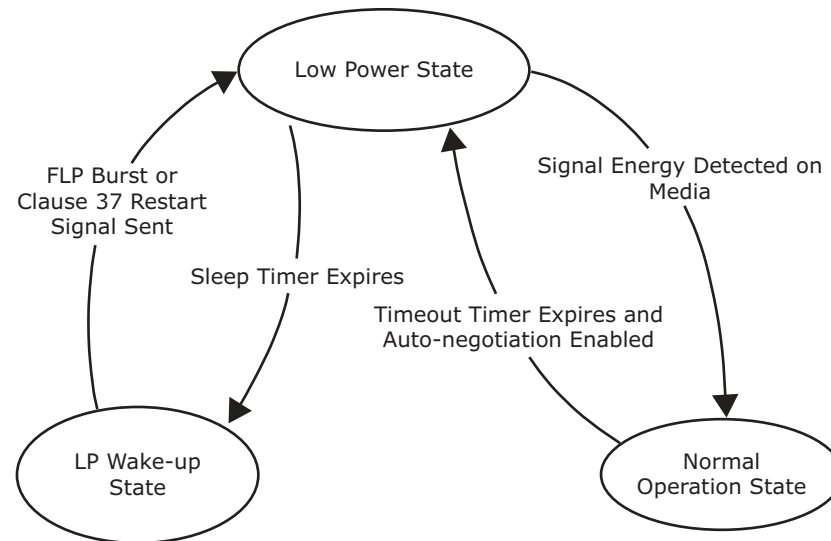 Low Power State
FLP Burst or
Clause 37 Restart
Signal Sent
Signal Energy Detected on
Media
Sleep Timer Expires
Timeout Timer Expires and
Auto-negotiation Enabled
LP Wake-up
State
Normal
Operation State